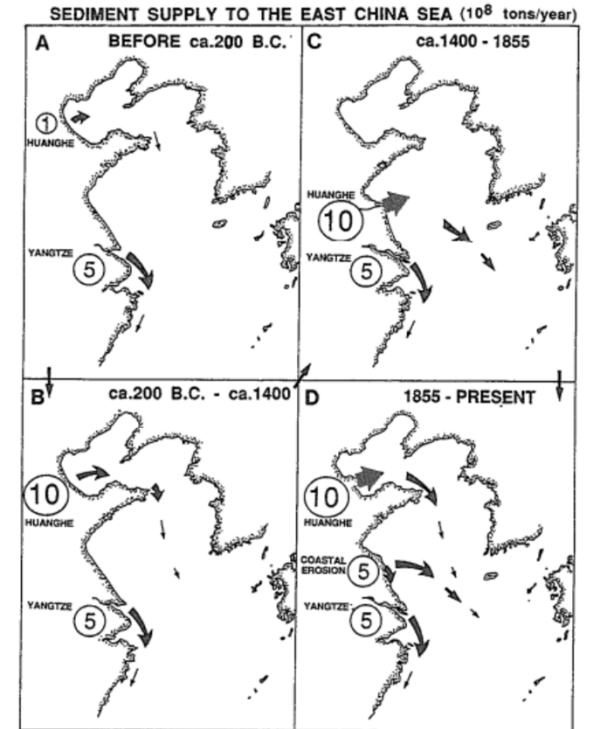 SEDIMENT SUPPLY TO THE EAST CHINA SEA (10⁸ tons/year)
A BEFORE ca.200 B.C.
1
HUANGHE
YANGTZE
5
C ca.1400 - 1855
HUANGHE
10
YANGTZE
5
B ca.200 B.C. - ca.1400
10
HUANGHE
YANGTZE
5
D 1855 - PRESENT
10
HUANGHE
COASTAL
EROSION 5
YANGTZE
5